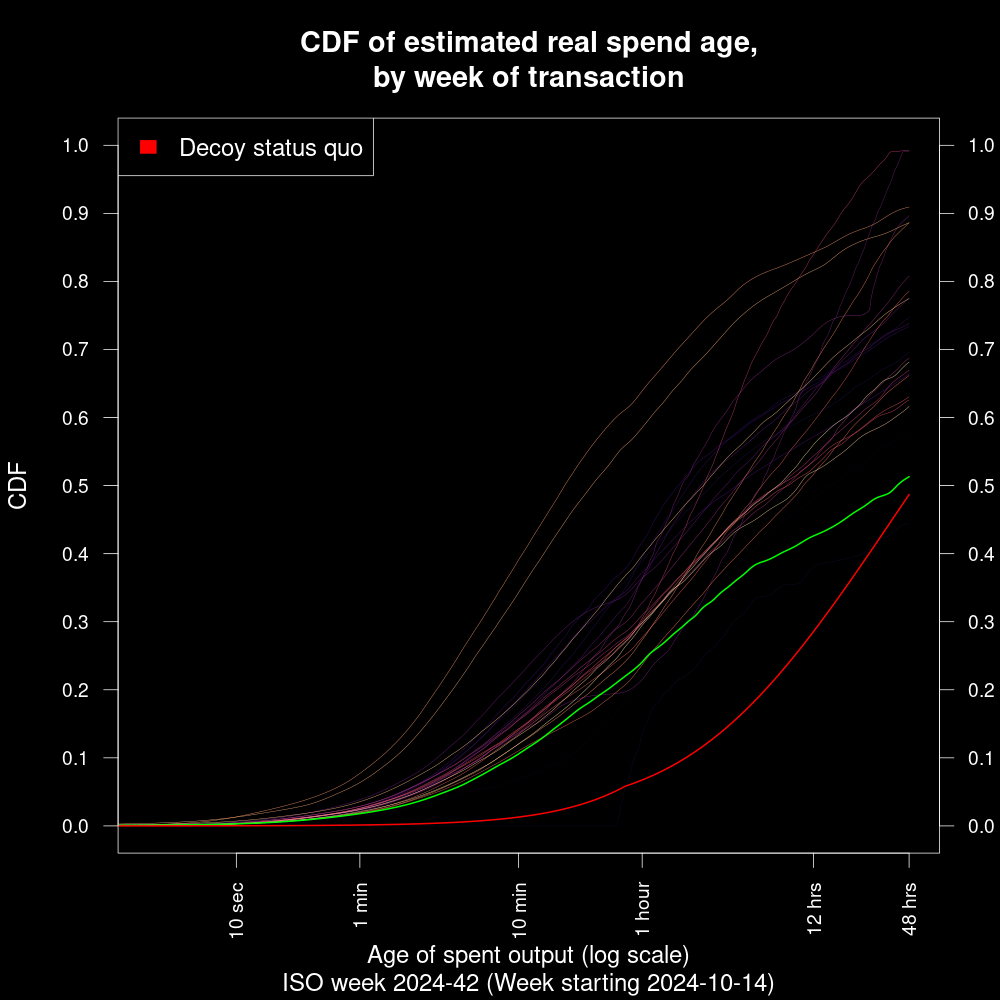 CDF of estimated real spend age,
by week of transaction
Decoy status quo
CDF
1.0
0.9
0.8
0.7
0.6
0.5
0.4
0.3
0.2
0.1
0.0
1.0
0.9
0.8
0.7
0.6
0.5
0.4
0.3
0.2
0.1
0.0
10 sec
1 min
10 min
1 hour
12 hrs
48 hrs
Age of spent output (log scale)
ISO week 2024-42 (Week starting 2024-10-14)